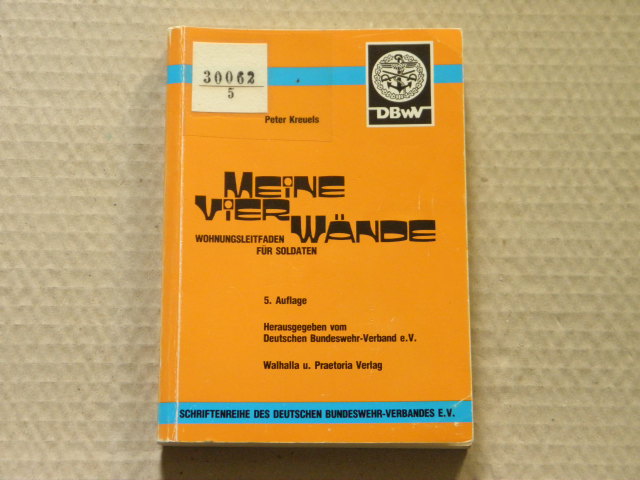 30062
5
DBwV
Peter Kreuels
MEiNE
ViER WÄNDE
WOHNUNGSLEITFADEN
FÜR SOLDATEN
5. Auflage
Herausgegeben vom
Deutschen Bundeswehr-Verband e.V.
Walhalla u. Praetoria Verlag
SCHRIFTENREIHE DES DEUTSCHEN BUNDESWEHR-VERBANDES E.V.